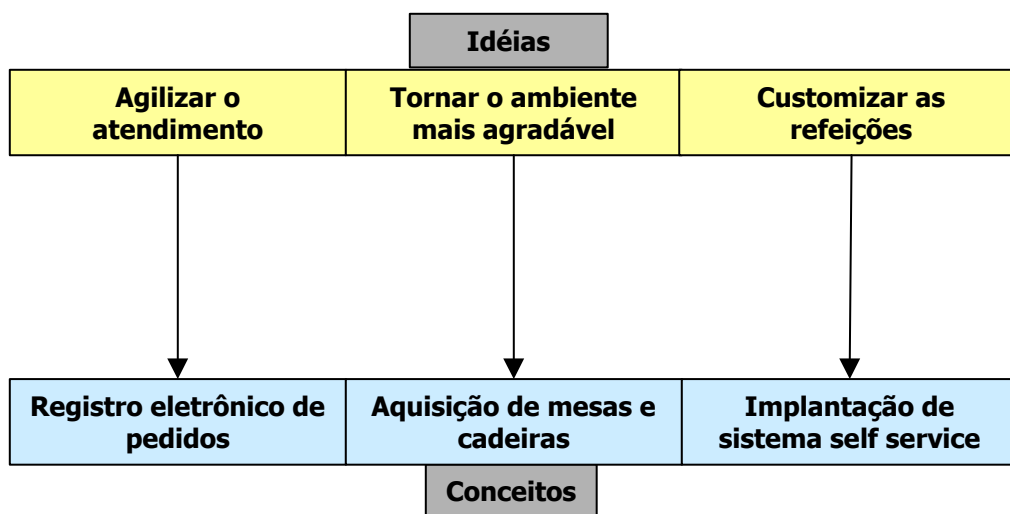 Idéias
Agilizar o
atendimento
Tornar o ambiente
mais agradável
Customizar as
refeições
Registro eletrônico de
pedidos
Aquisição de mesas e
cadeiras
Implantação de
sistema self service
Conceitos